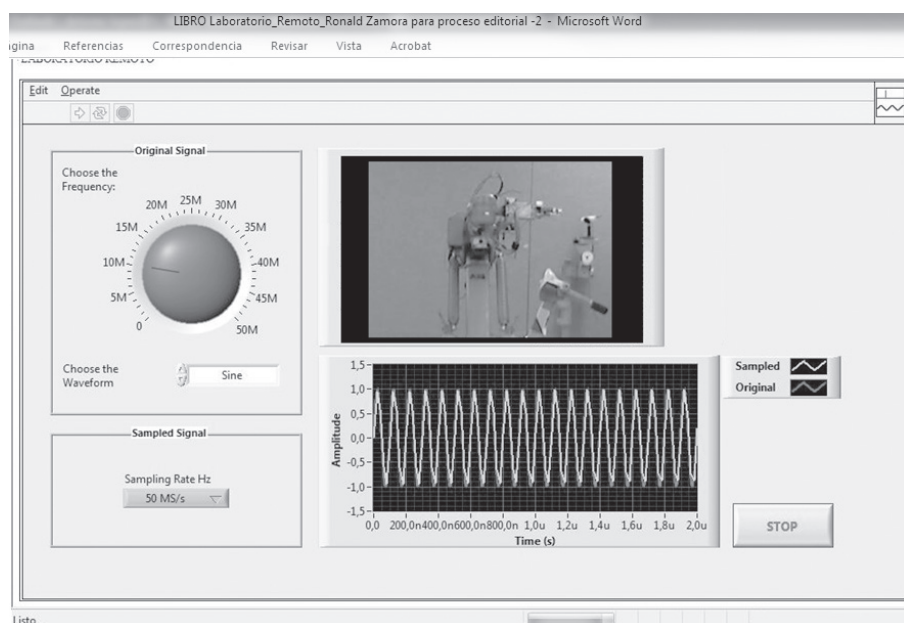 LIBRO Laboratorio_Remoto_Ronald Zamora para proceso editorial -2 - Microsoft Word
ágina Referencias Correspondencia Revisar Vista Acrobat
LABORATORIO REMOTO
Edit Operate
Original Signal
Choose the
Frequency:
0 5M 10M 15M 20M 25M 30M 35M 40M 45M 50M
Choose the
Waveform
Sine
Sampled Signal
Sampling Rate Hz
50 MS/s
Amplitude
1,5
1,0
0,5
0,0
-0,5
-1,0
-1,5
0,0 200,0n 400,0n 600,0n 800,0n 1,0u 1,2u 1,4u 1,6u 1,8u 2,0u
Time (s)
Sampled
Original
STOP
Listo